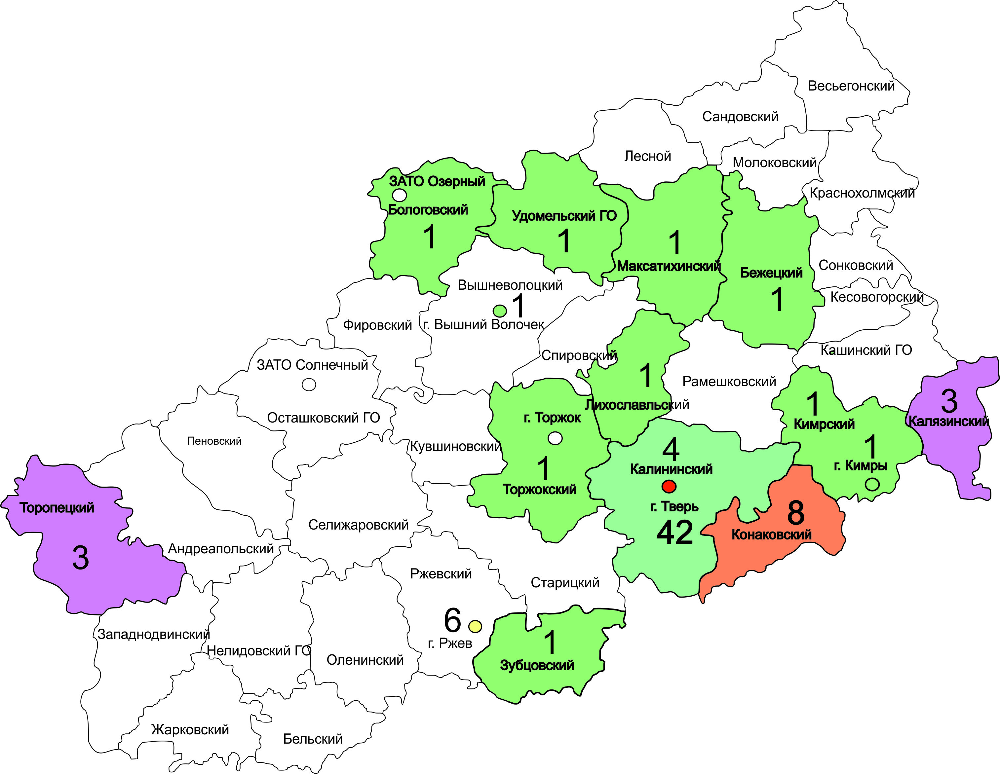 Весьегонский
Сандовский
Лесной
Молоковский
Краснохолмский
ЗАТО Озерный
Бологовский
1
Удомельский ГО
1
1
Максатихинский
Бежецкий
1
Сонковский
Кесовогорский
Вышневолоцкий
1
г. Вышний Волочек
Фировский
Спировский
Кашинский ГО
ЗАТО Солнечный
1
Лихославльский
Рамешковский
1
Кимрский
3
Калязинский
Осташковский ГО
г. Торжок
Пеновский
Кувшиновский
1
Торжокский
4
Калининский
г. Тверь
42
1
г. Кимры
8
Конаковский
Торопецкий
3
Селижаровский
Андреапольский
Ржевский
Старицкий
6
г. Ржев
1
Зубцовский
Западнодвинский
Нелидовский ГО
Оленинский
Жарковский
Бельский